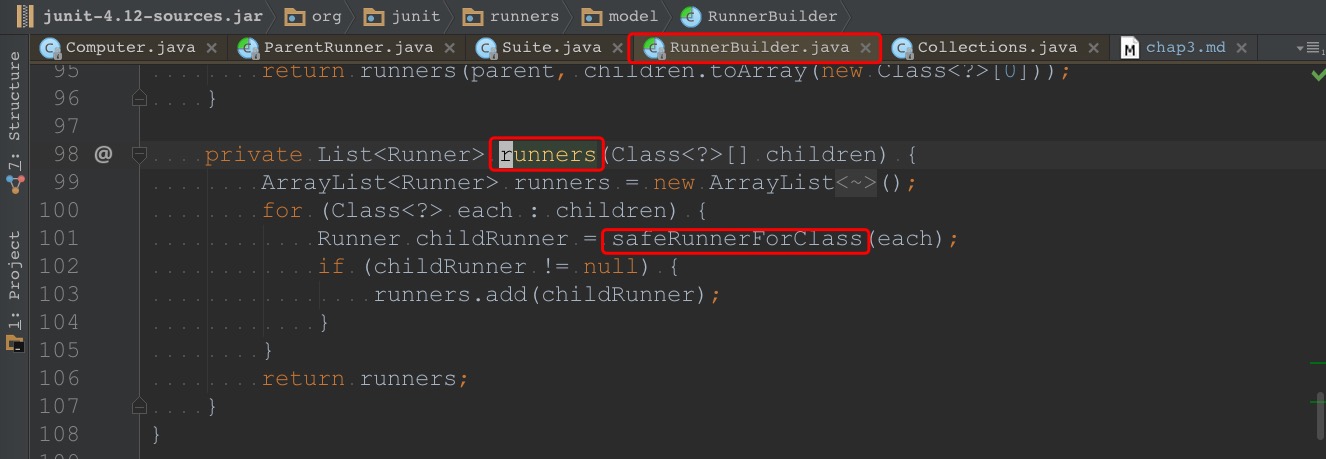 junit-4.12-sources.jar org junit runners model RunnerBuilder
Computer.java ParentRunner.java Suite.java RunnerBuilder.java Collections.java chap3.md
7: Structure
1: Project
95 return runners(parent, children.toArray(new Class<?>[0]));
96 }
97
98 @ private List<Runner> runners(Class<?>[] children) {
99 ArrayList<Runner> runners = new ArrayList<~>();
100 for (Class<?> each : children) {
101 Runner childRunner = safeRunnerForClass(each);
102 if (childRunner != null) {
103 runners.add(childRunner);
104 }
105 }
106 return runners;
107 }
108 }